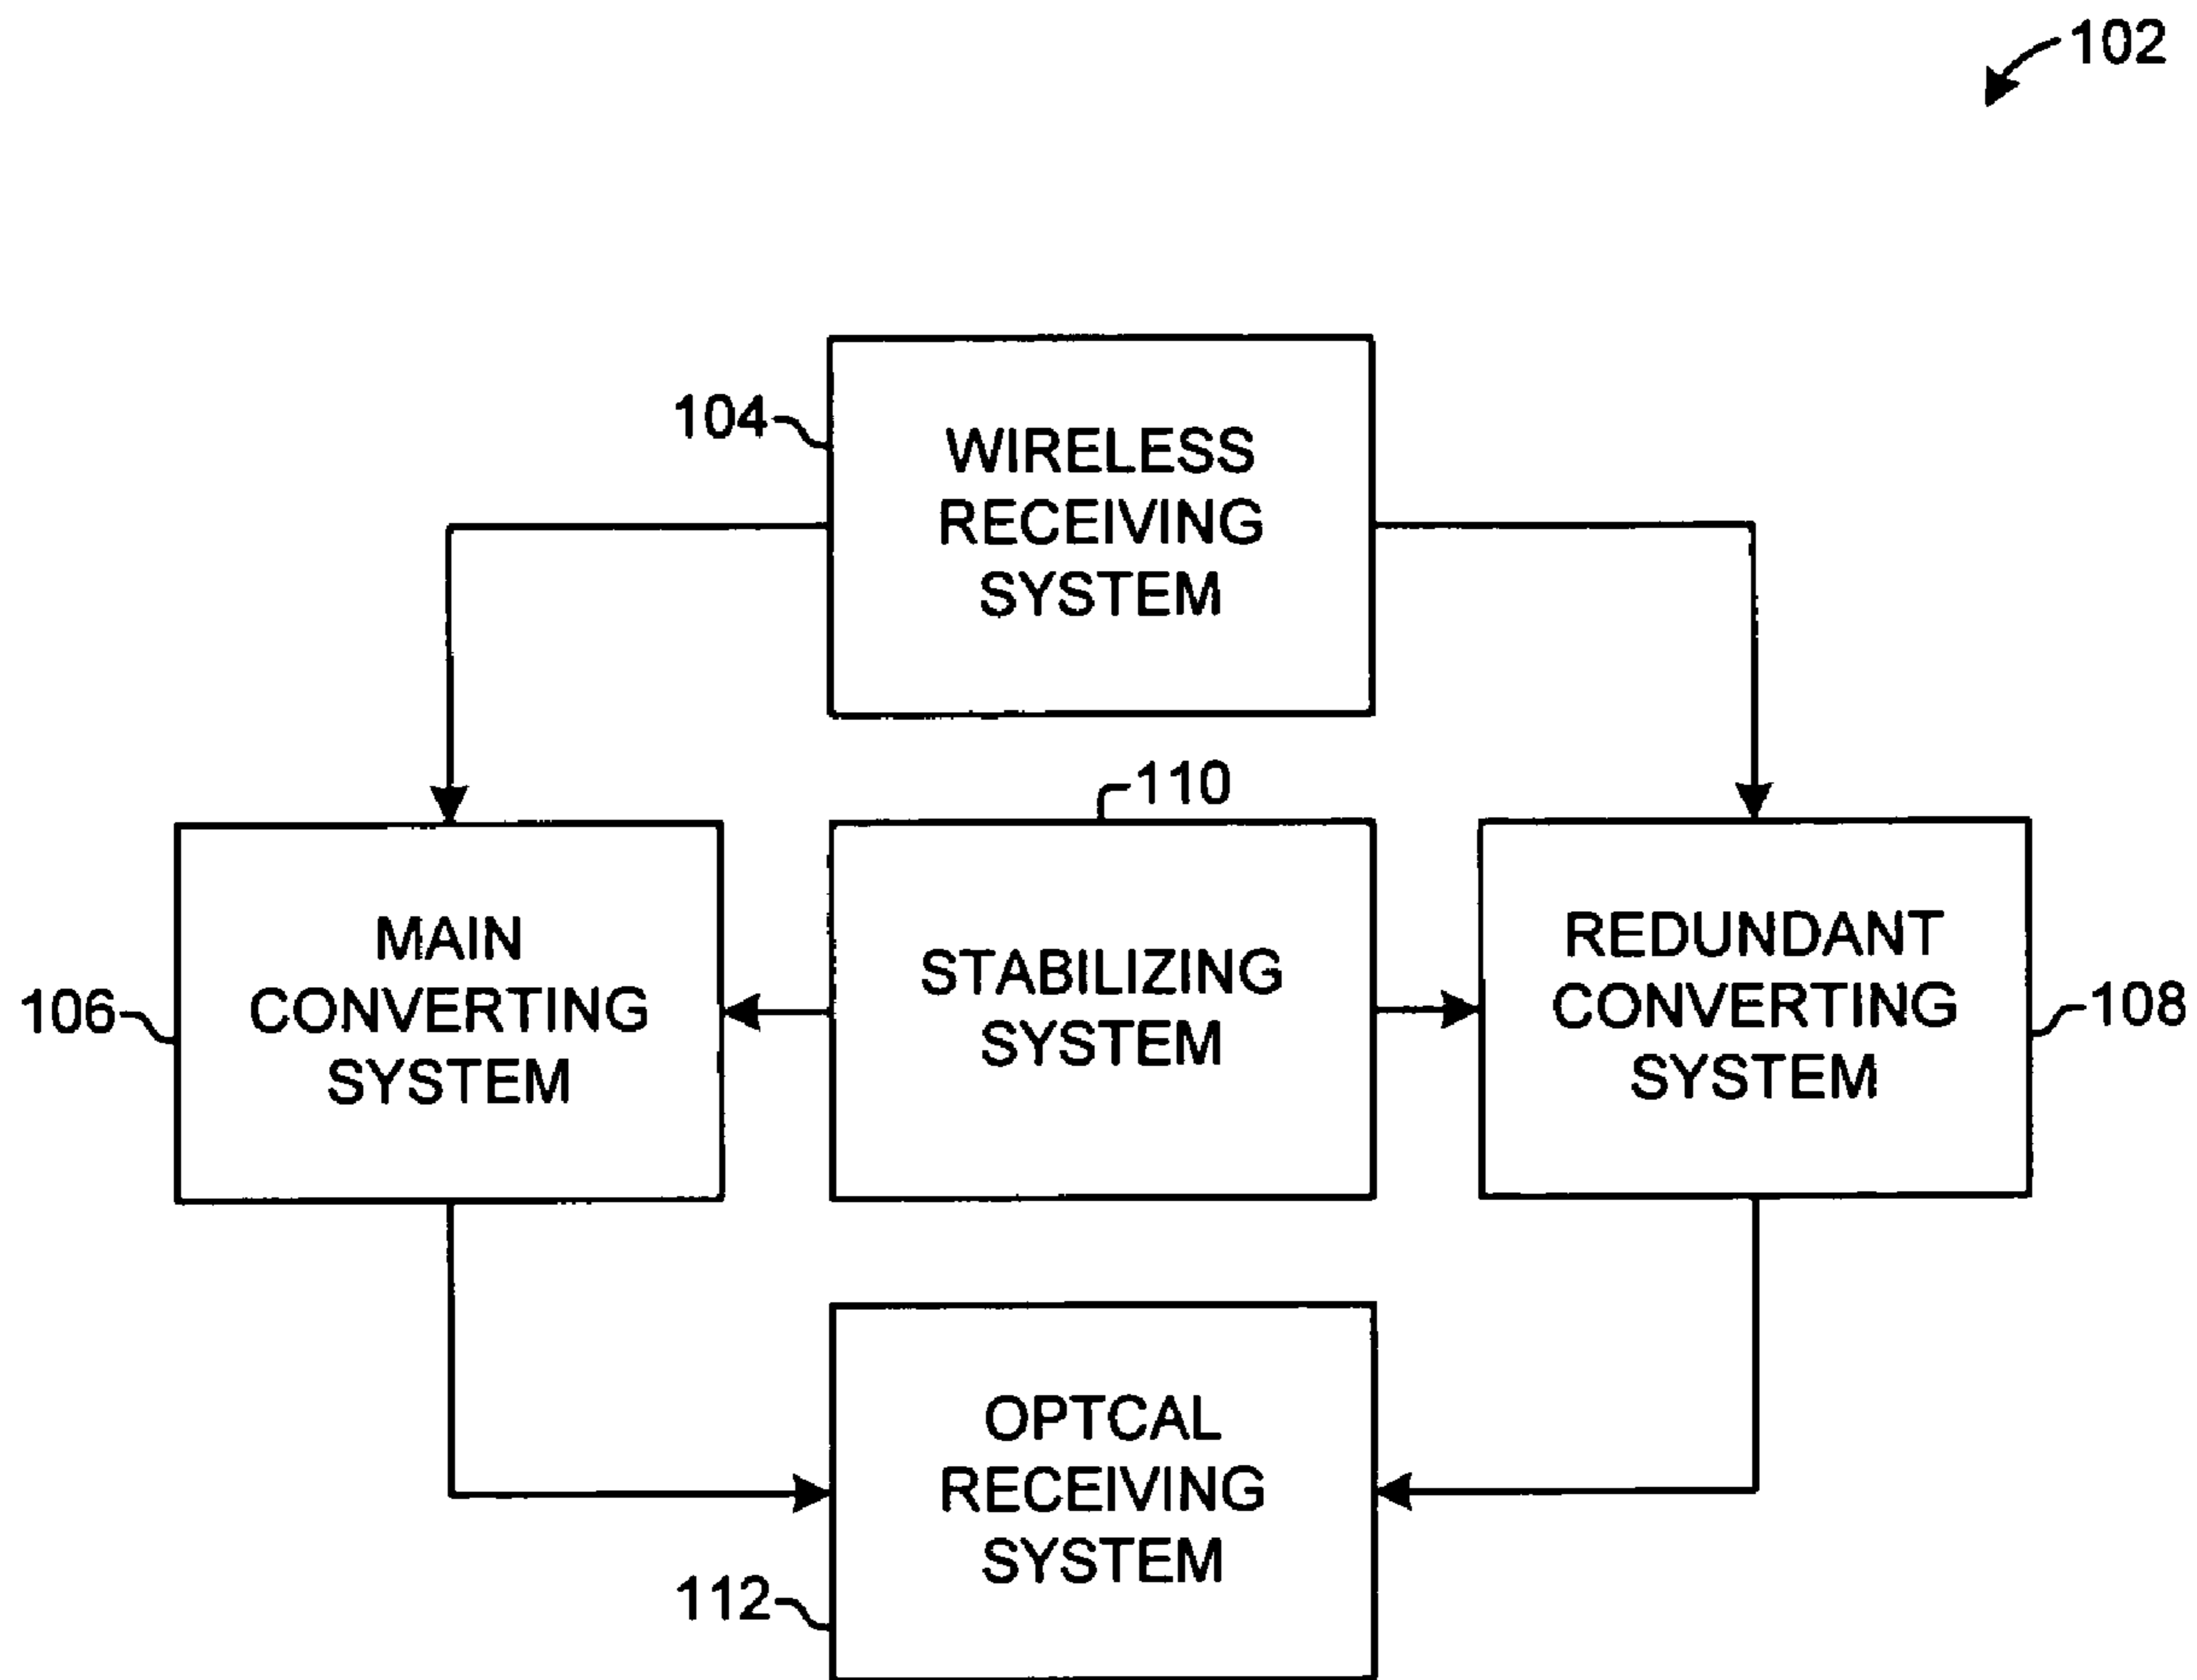 102
104
WIRELESS
RECEIVING
SYSTEM
110
106
MAIN
CONVERTING
SYSTEM
STABILIZING
SYSTEM
REDUNDANT
CONVERTING
SYSTEM
108
OPTCAL
RECEIVING
SYSTEM
112